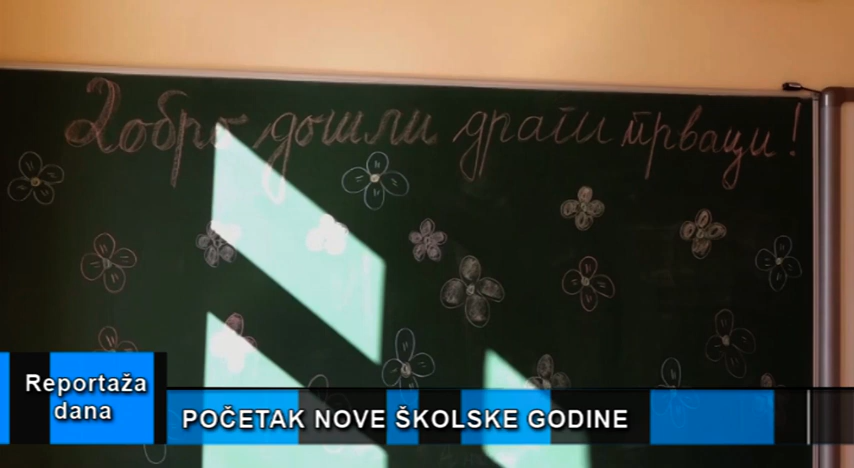 Добро дошли драги прваци!
Reportaža
dana
POČETAK NOVE ŠKOLSKE GODINE